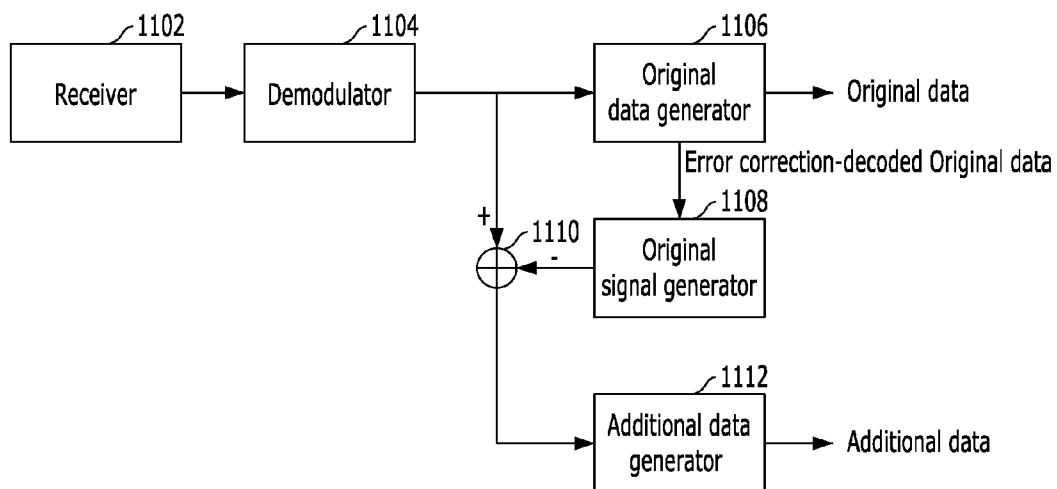 1102
1104
1106
Receiver
Demodulator
Original
data generator
Original data
Error correction-decoded Original data
1108
+
1110
-
Original
signal generator
1112
Additional data
generator
Additional data